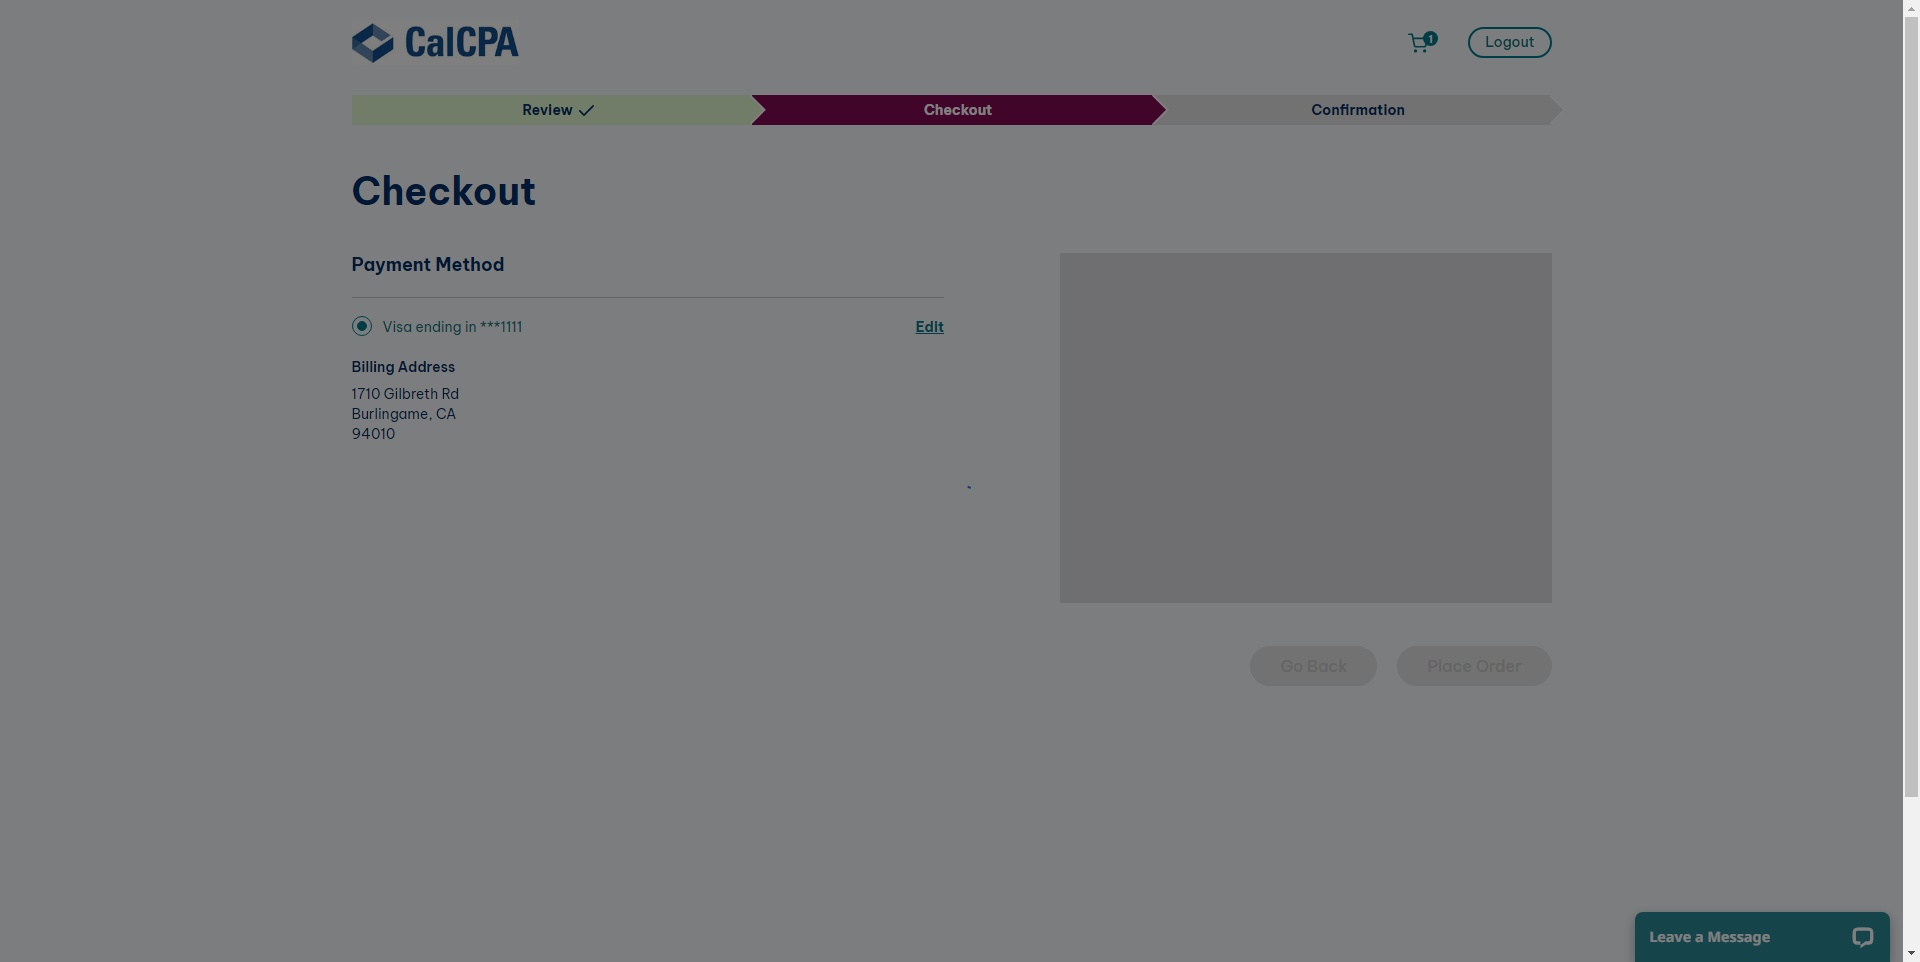 CalCPA
1
Logout
Review
Checkout
Confirmation
Checkout
Payment Method
Visa ending in ***1111
Edit
Billing Address
1710 Gilbreth Rd
Burlingame, CA
94010
Go Back
Place Order
Leave a Message